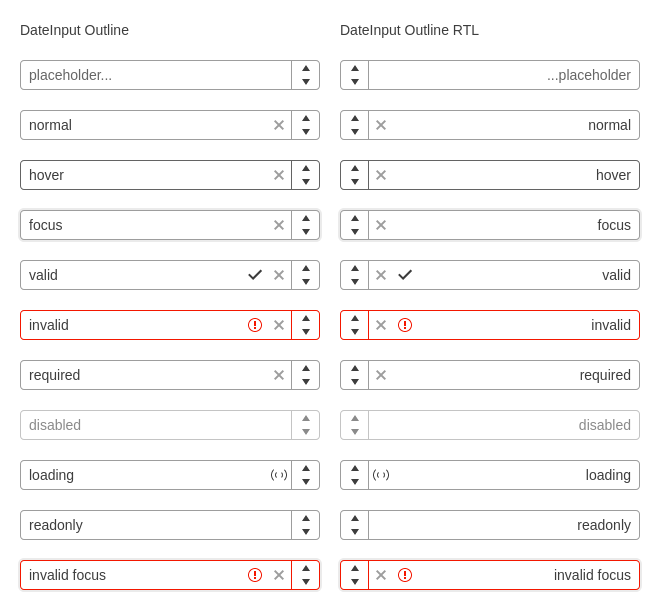 DateInput Outline
DateInput Outline RTL
placeholder...
...placeholder
normal
normal
hover
hover
focus
focus
valid
valid
invalid
invalid
required
required
disabled
disabled
loading
loading
readonly
readonly
invalid focus
invalid focus